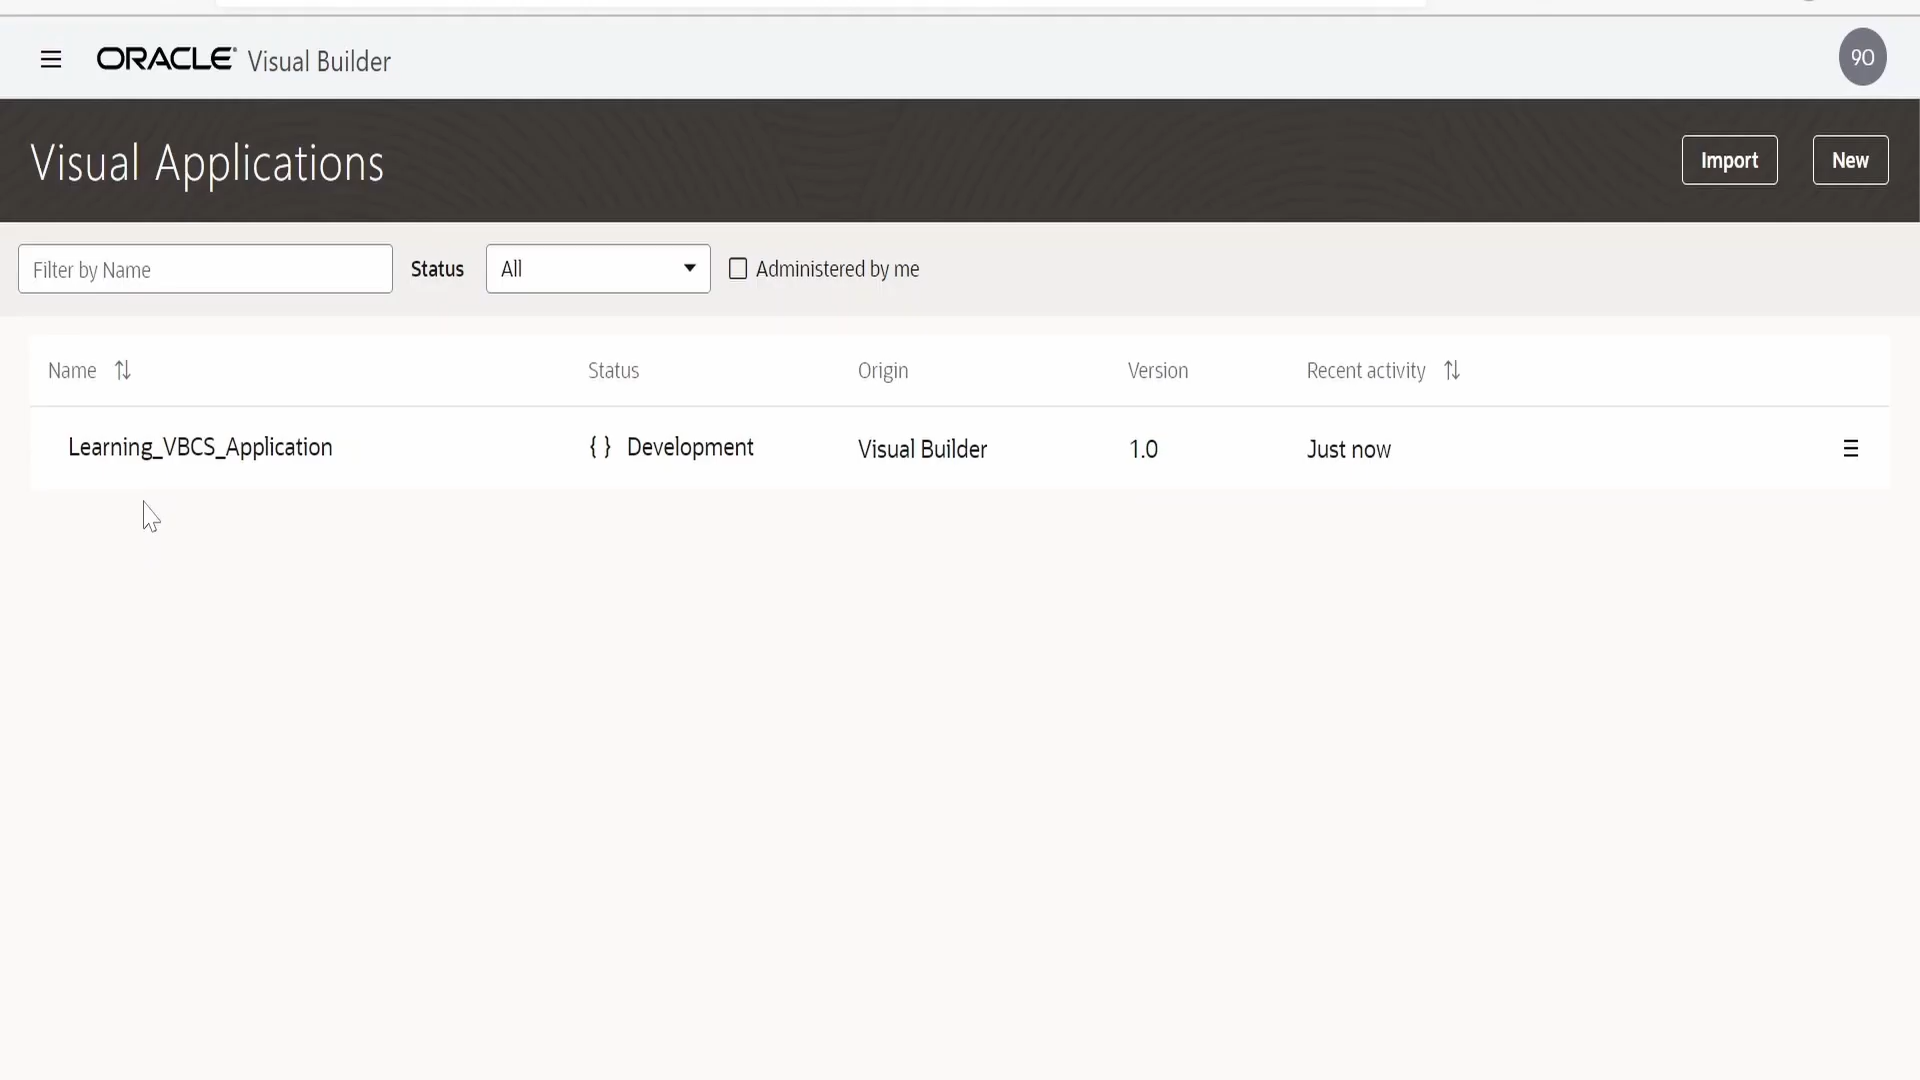 ORACLE Visual Builder
90
Visual Applications
Import
New
Filter by Name
Status
All
Administered by me
Name
Status
Origin
Version
Recent activity
Learning_VBCS_Application
{ } Development
Visual Builder
1.0
Just now